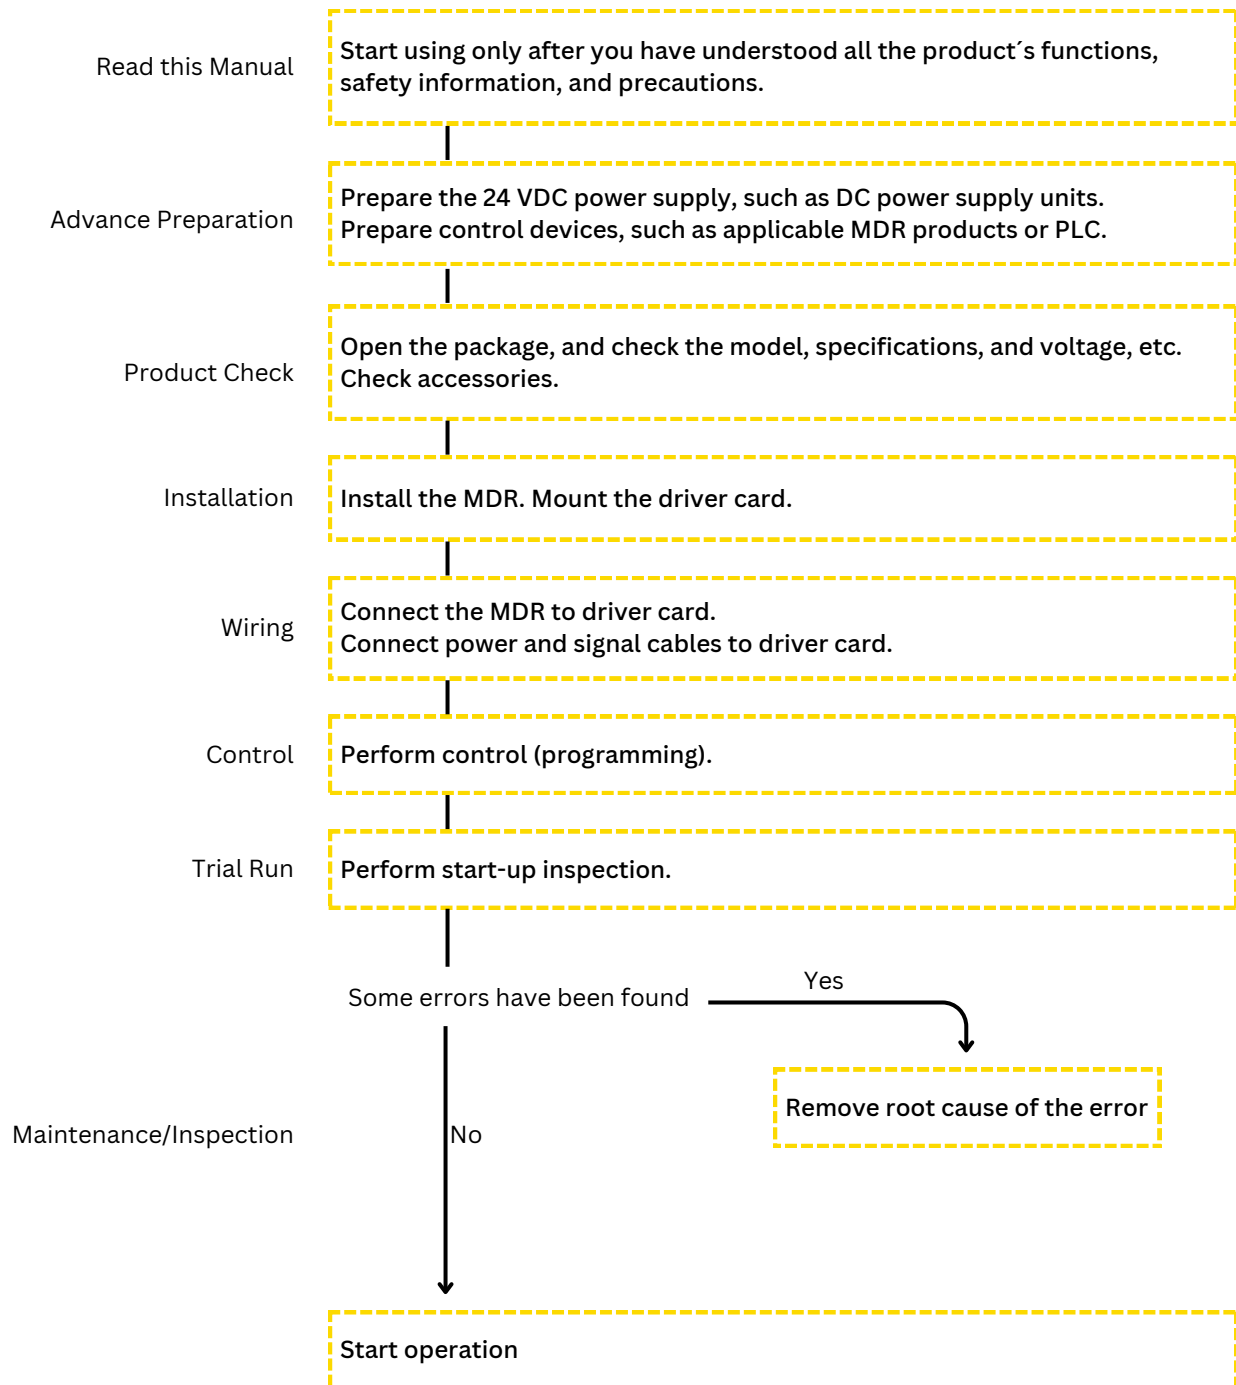 Read this Manual
Start using only after you have understood all the product´s functions,
safety information, and precautions.
Advance Preparation
Prepare the 24 VDC power supply, such as DC power supply units.
Prepare control devices, such as applicable MDR products or PLC.
Product Check
Open the package, and check the model, specifications, and voltage, etc.
Check accessories.
Installation
Install the MDR. Mount the driver card.
Wiring
Connect the MDR to driver card.
Connect power and signal cables to driver card.
Control
Perform control (programming).
Trial Run
Perform start-up inspection.
Some errors have been found
Yes
Remove root cause of the error
Maintenance/Inspection
No
Start operation